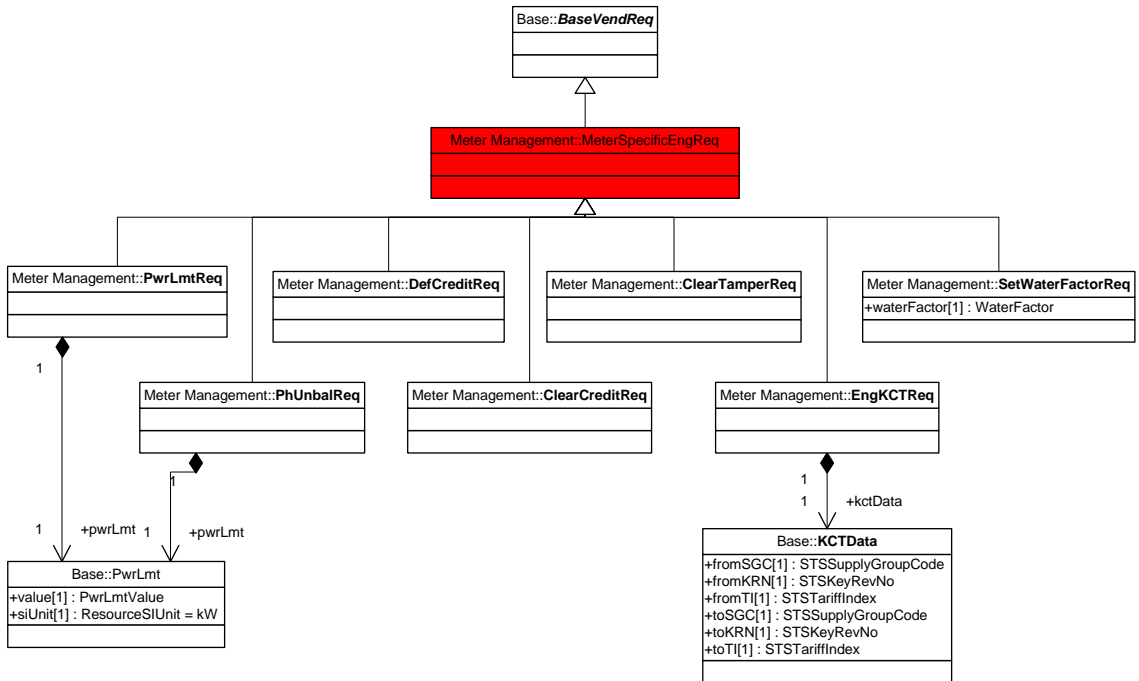 Base::BaseVendReq
Meter Management::MeterSpecificEngReq
Meter Management::PwrLmtReq
Meter Management::DefCreditReq
Meter Management::ClearTamperReq
Meter Management::SetWaterFactorReq
+waterFactor[1] : WaterFactor
1
Meter Management::PhUnbalReq
Meter Management::ClearCreditReq
Meter Management::EngKCTReq
1
1
1
+kctData
1
+pwrLmt
1
+pwrLmt
Base::PwrLmt
+value[1] : PwrLmtValue
+siUnit[1] : ResourceSIUnit = kW
Base::KCTData
+fromSGC[1] : STSSupplyGroupCode
+fromKRN[1] : STSKeyRevNo
+fromTI[1] : STSTariffIndex
+toSGC[1] : STSSupplyGroupCode
+toKRN[1] : STSKeyRevNo
+toTI[1] : STSTariffIndex